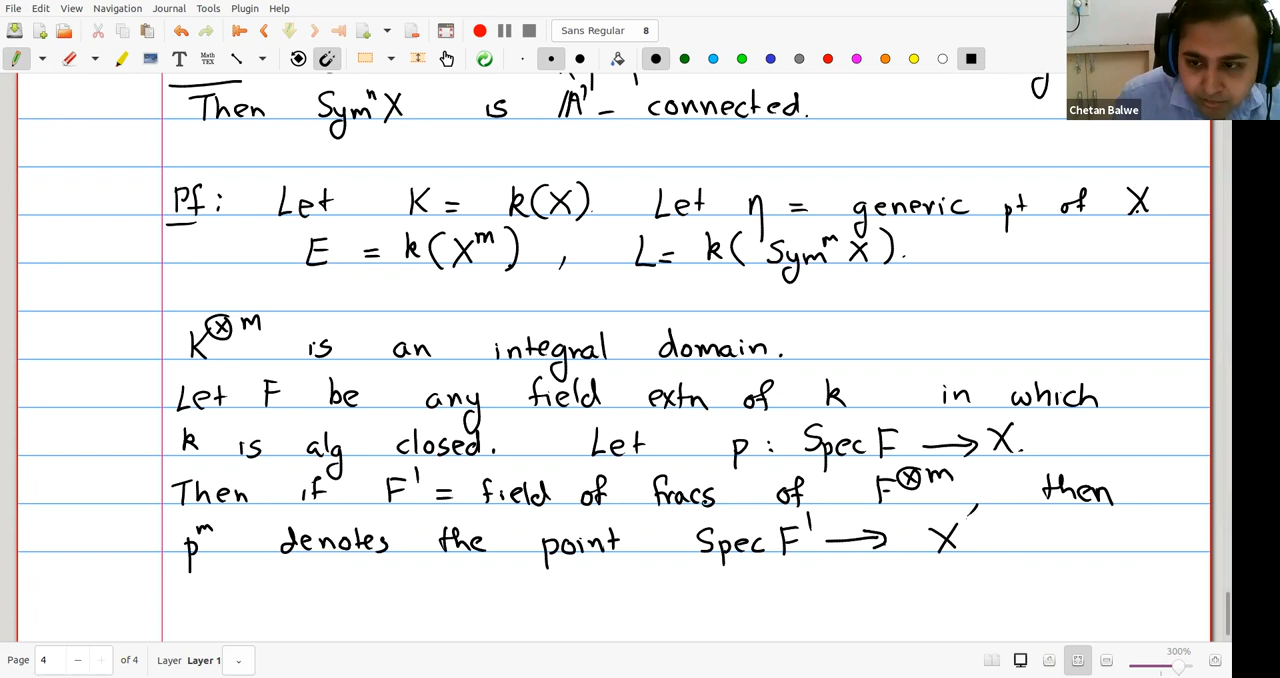 File Edit View Navigation Journal Tools Plugin Help
Sans Regular 8
Chetan Balwe
Then Symⁿ X is 𝔸¹- connected.
Pf: Let K = k(X). Let η = generic pt of X
E = k(X^m), L = k(Sym^m X).
K^{⊗m} is an integral domain.
Let F be any field extn of k in which
k is alg closed. Let p: Spec F → X.
Then if F' = field of fracs of F^{⊗m}, then
p^m denotes the point Spec F' → X
Page 4 of 4 Layer Layer 1 300%